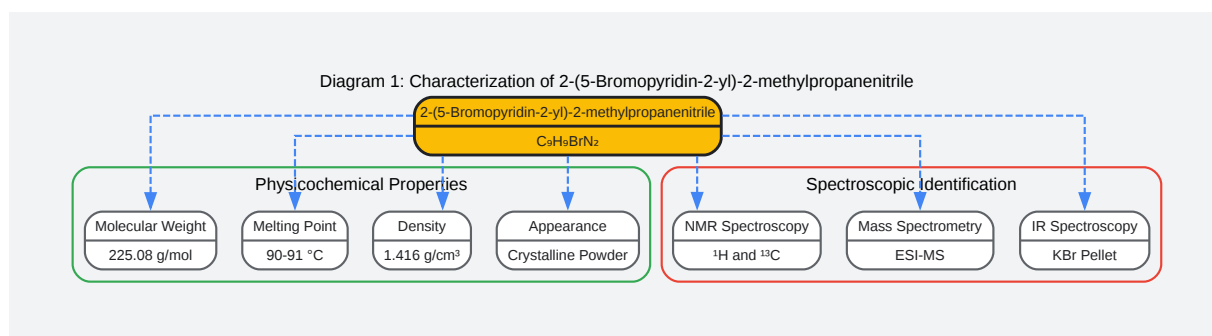 Diagram 1: Characterization of 2-(5-Bromopyridin-2-yl)-2-methylpropanenitrile
2-(5-Bromopyridin-2-yl)-2-methylpropanenitrile
C₉H₉BrN₂
Physicochemical Properties
Molecular Weight
225.08 g/mol
Melting Point
90-91 °C
Density
1.416 g/cm³
Appearance
Crystalline Powder
Spectroscopic Identification
NMR Spectroscopy
¹H and ¹³C
Mass Spectrometry
ESI-MS
IR Spectroscopy
KBr Pellet